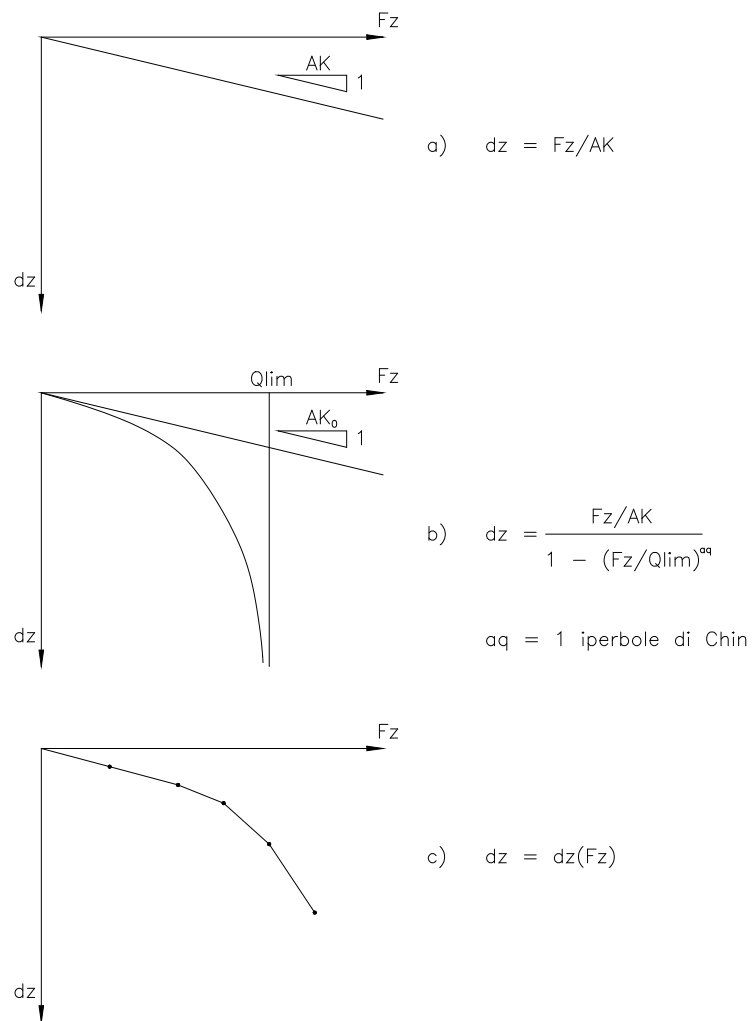 Fz
AK
1
a) dz = Fz/AK
dz
Qlim
Fz
AK₀
1
b) dz = Fz/AK
1 - (Fz/Qlim)^aq
dz
aq = 1 iperbole di Chin
Fz
c) dz = dz(Fz)
dz